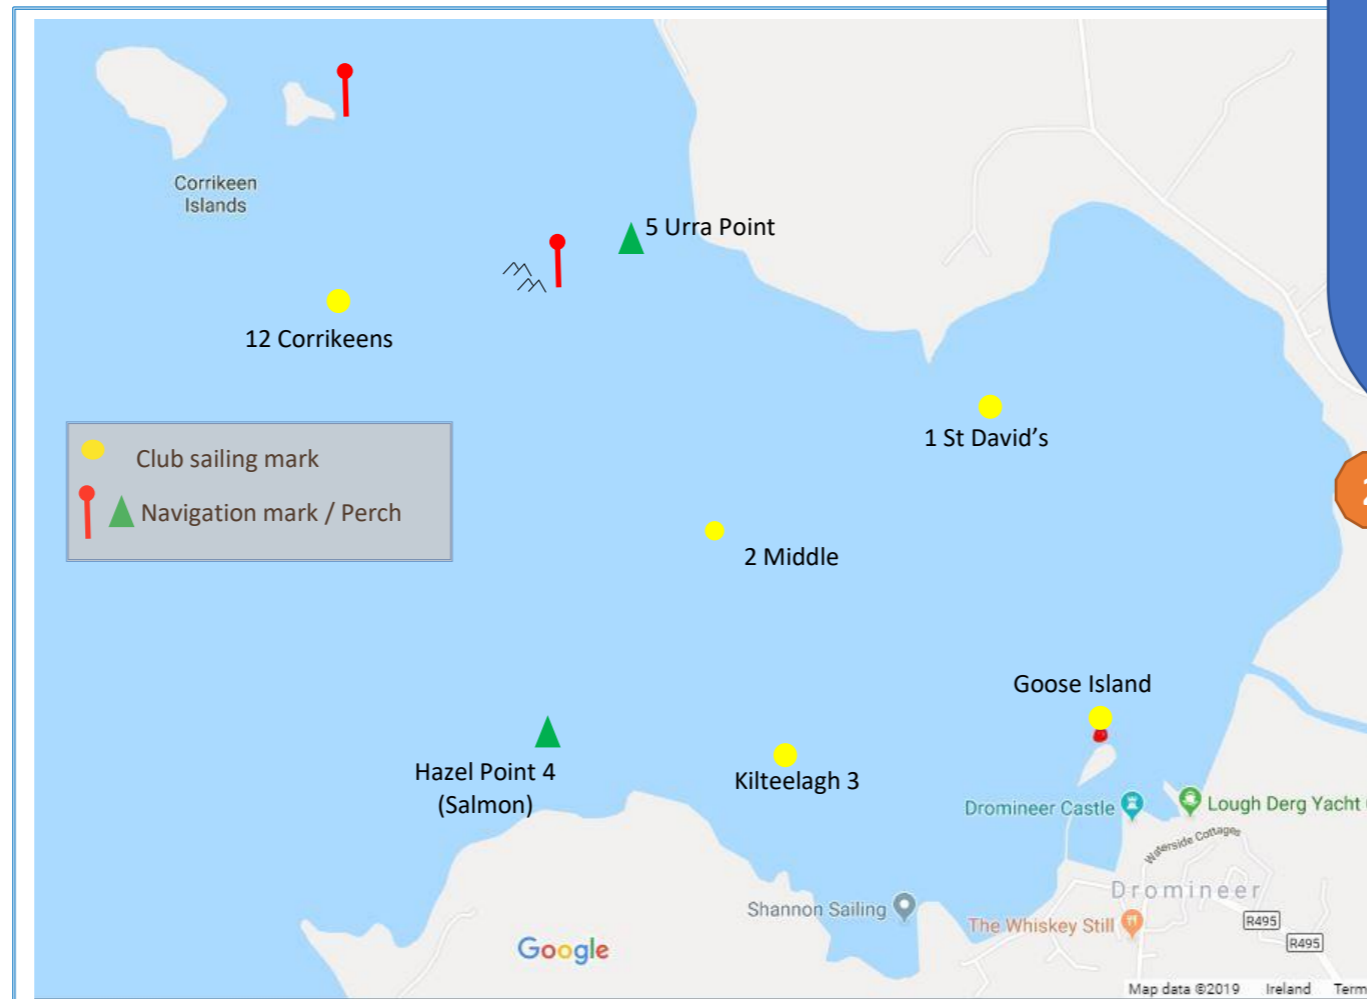 Corrikeen
Islands
5 Urra Point
12 Corrikeens
1 St David's
Club sailing mark
Navigation mark / Perch
2 Middle
Goose Island
Hazel Point 4
(Salmon)
Kilteelagh 3
Dromineer Castle
Lough Derg Yacht
Waterside Cottages
Dromineer
Shannon Sailing
The Whiskey Still
R495
R495
Google
Map data ©2019 Ireland Term